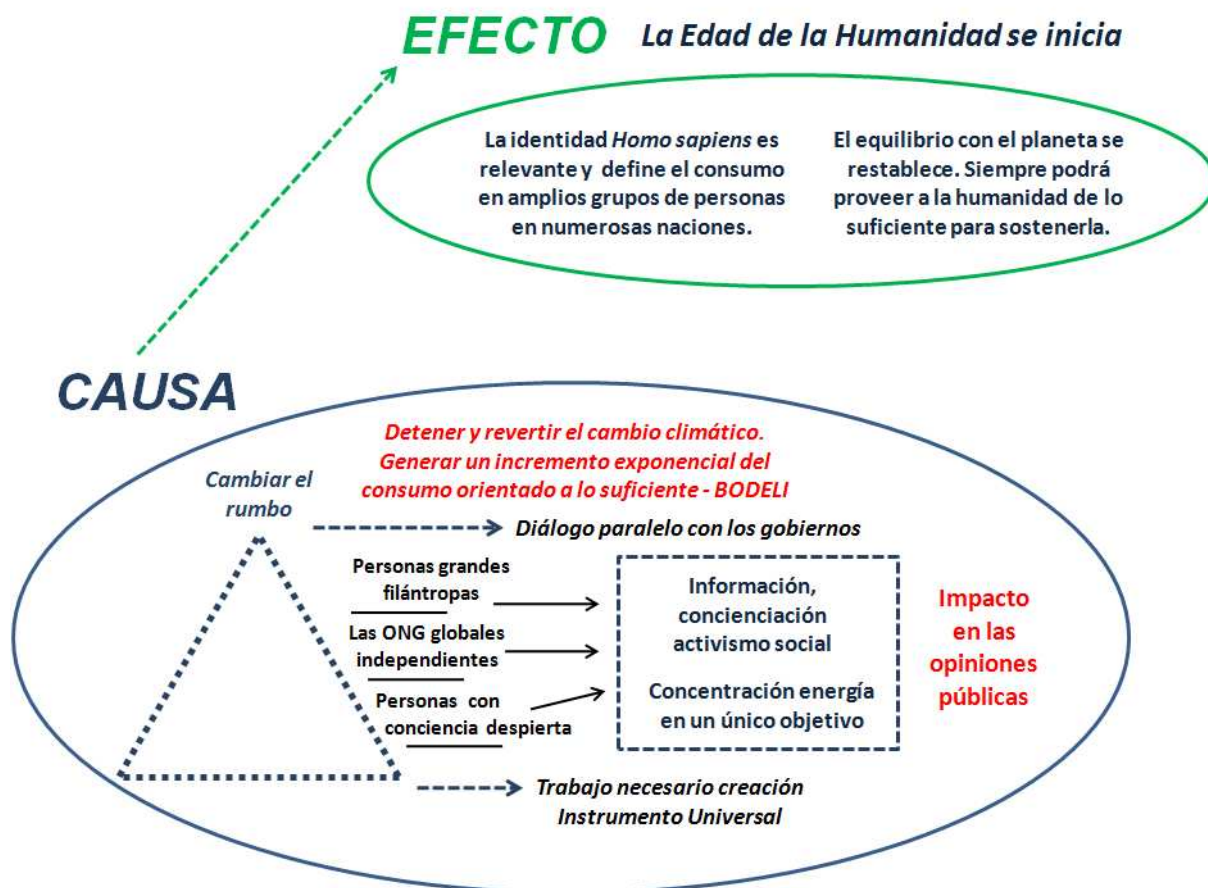 EFECTO La Edad de la Humanidad se inicia
La identidad Homo sapiens es
relevante y define el consumo
en amplios grupos de personas
en numerosas naciones.
El equilibrio con el planeta se
restablece. Siempre podrá
proveer a la humanidad de lo
suficiente para sostenerla.
CAUSA
Detener y revertir el cambio climático.
Generar un incremento exponencial del
consumo orientado a lo suficiente - BODELI
Cambiar el
rumbo
Diálogo paralelo con los gobiernos
Personas grandes
filántropas
Las ONG globales
independientes
Personas con
conciencia despierta
Información,
concienciación
activismo social
Concentración energía
en un único objetivo
Impacto
en las
opiniones
públicas
Trabajo necesario creación
Instrumento Universal